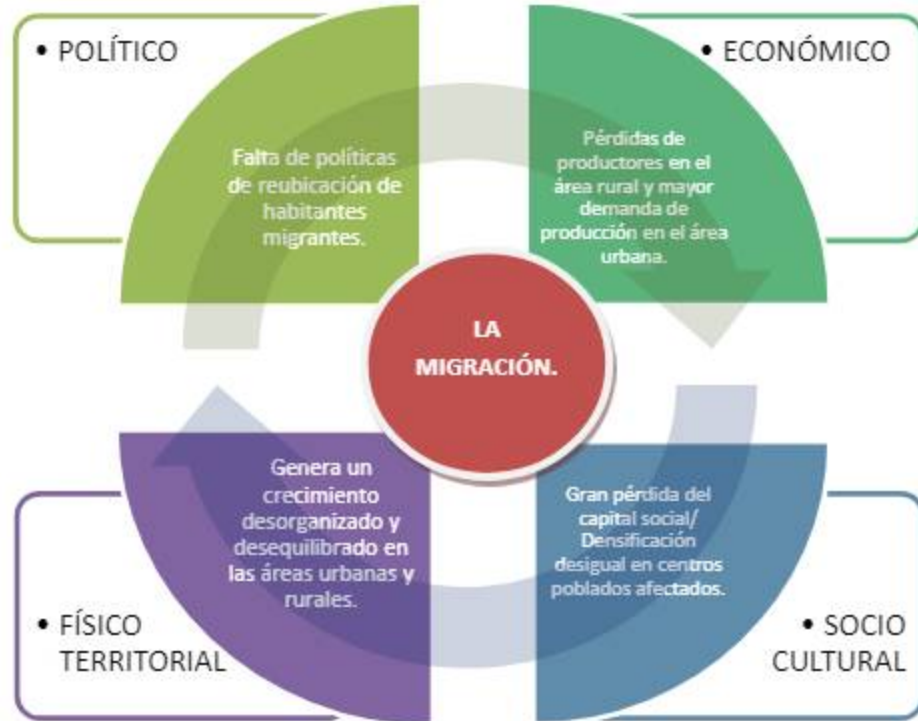 • POLÍTICO
• ECONÓMICO
Falta de políticas
de reubicación de
habitantes
migrantes.
Pérdidas de
productores en el
área rural y mayor
demanda de
producción en el área
urbana.
LA
MIGRACIÓN.
Genera un
crecimiento
desorganizado y
desequilibrado en
las áreas urbanas y
rurales.
Gran pérdida del
capital social/
Densificación
desigual en centros
poblados afectados.
• FÍSICO
TERRITORIAL
• SOCIO
CULTURAL